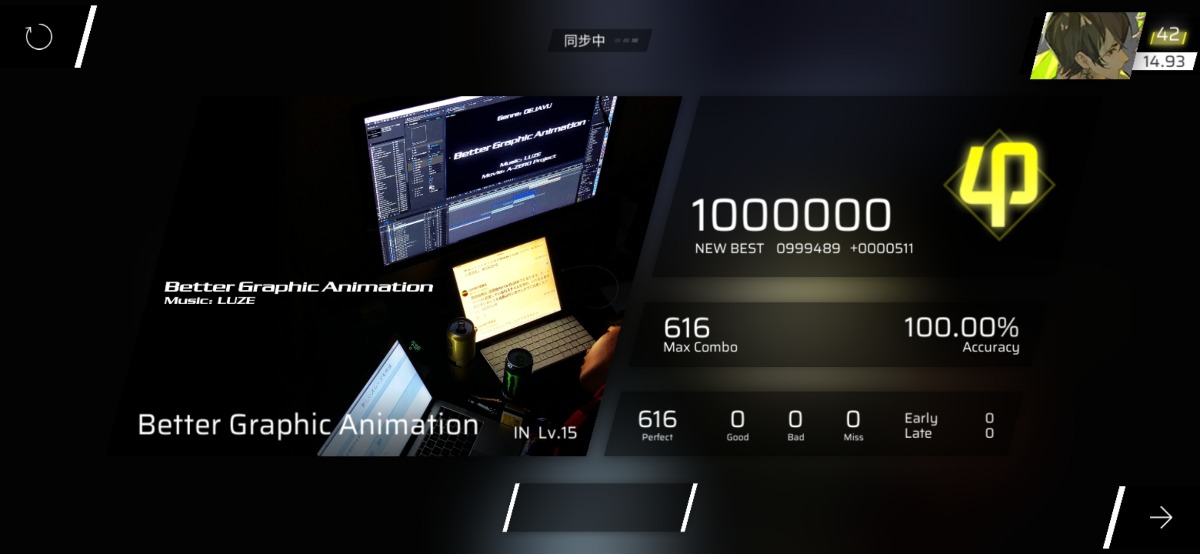 同步中
42
14.93
Genre: DEJAVU
Better Graphic Animation
Music: LUZE
Movie: A-ZERO Project
φ
1000000
NEW BEST 0999489 +0000511
Better Graphic Animation
Music: LUZE
616
Max Combo
100.00%
Accuracy
Better Graphic Animation
IN Lv.15
616
Perfect
0
Good
0
Bad
0
Miss
Early 0
Late 0